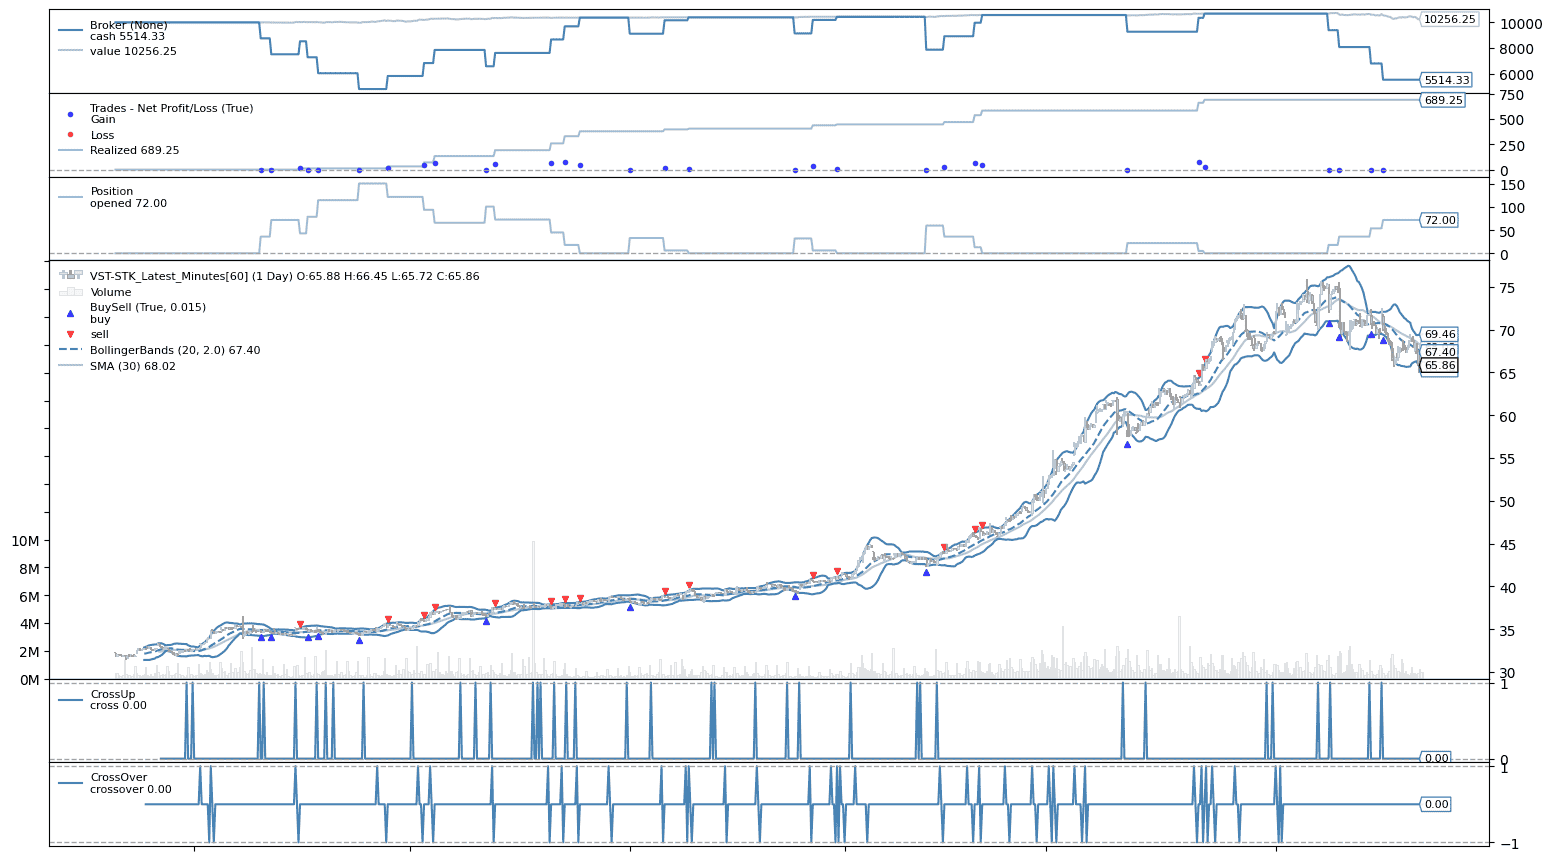 Broker (None)
cash 5514.33
value 10256.25
10256.25
10000
8000
6000
5514.33
Trades - Net Profit/Loss (True)
Gain
Loss
Realized 689.25
689.25
750
500
250
0
Position
opened 72.00
150
100
72.00
50
0
VST-STK_Latest_Minutes[60] (1 Day) O:65.88 H:66.45 L:65.72 C:65.86
Volume
BuySell (True, 0.015)
buy
sell
BollingerBands (20, 2.0) 67.40
SMA (30) 68.02
75
70
69.46
67.40
65.86
65
60
55
50
45
40
35
30
10M
8M
6M
4M
2M
0M
CrossUp
cross 0.00
1
0.00
0
CrossOver
crossover 0.00
1
0.00
−1